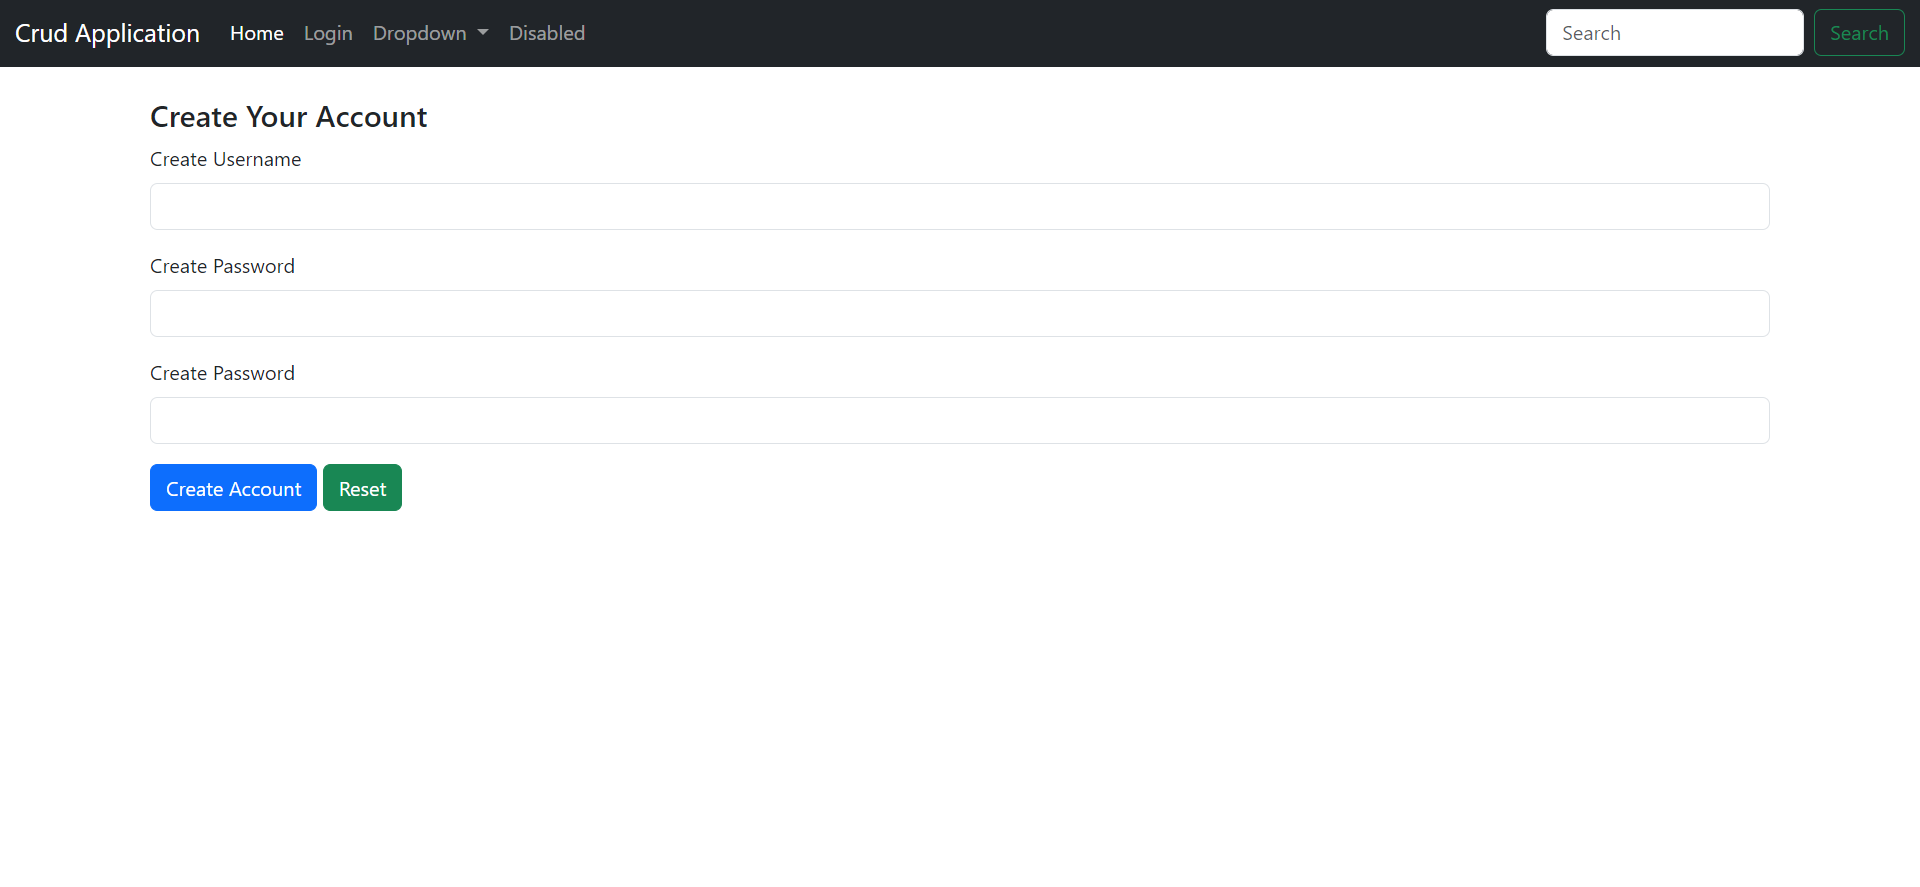 Crud Application Home Login Dropdown Disabled Search Search
Create Your Account
Create Username
Create Password
Create Password
Create Account Reset